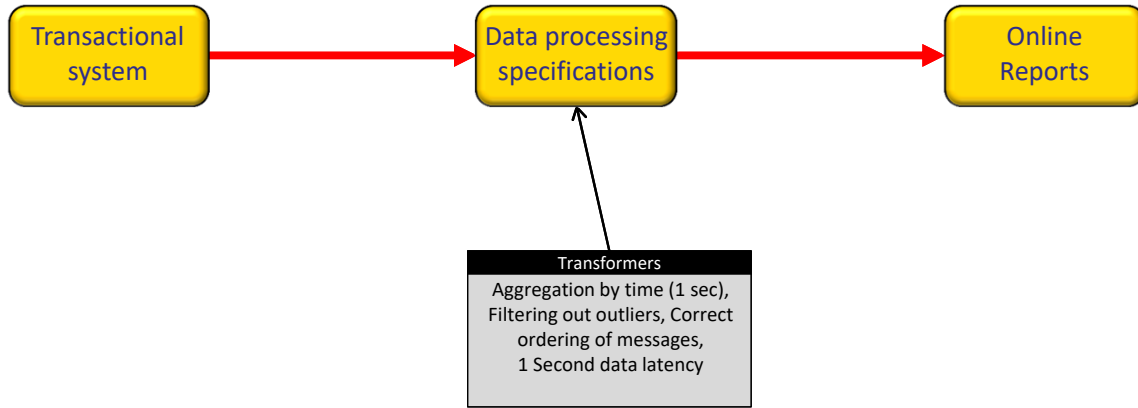 Transactional
system
Data processing
specifications
Online
Reports
Transformers
Aggregation by time (1 sec),
Filtering out outliers, Correct
ordering of messages,
1 Second data latency